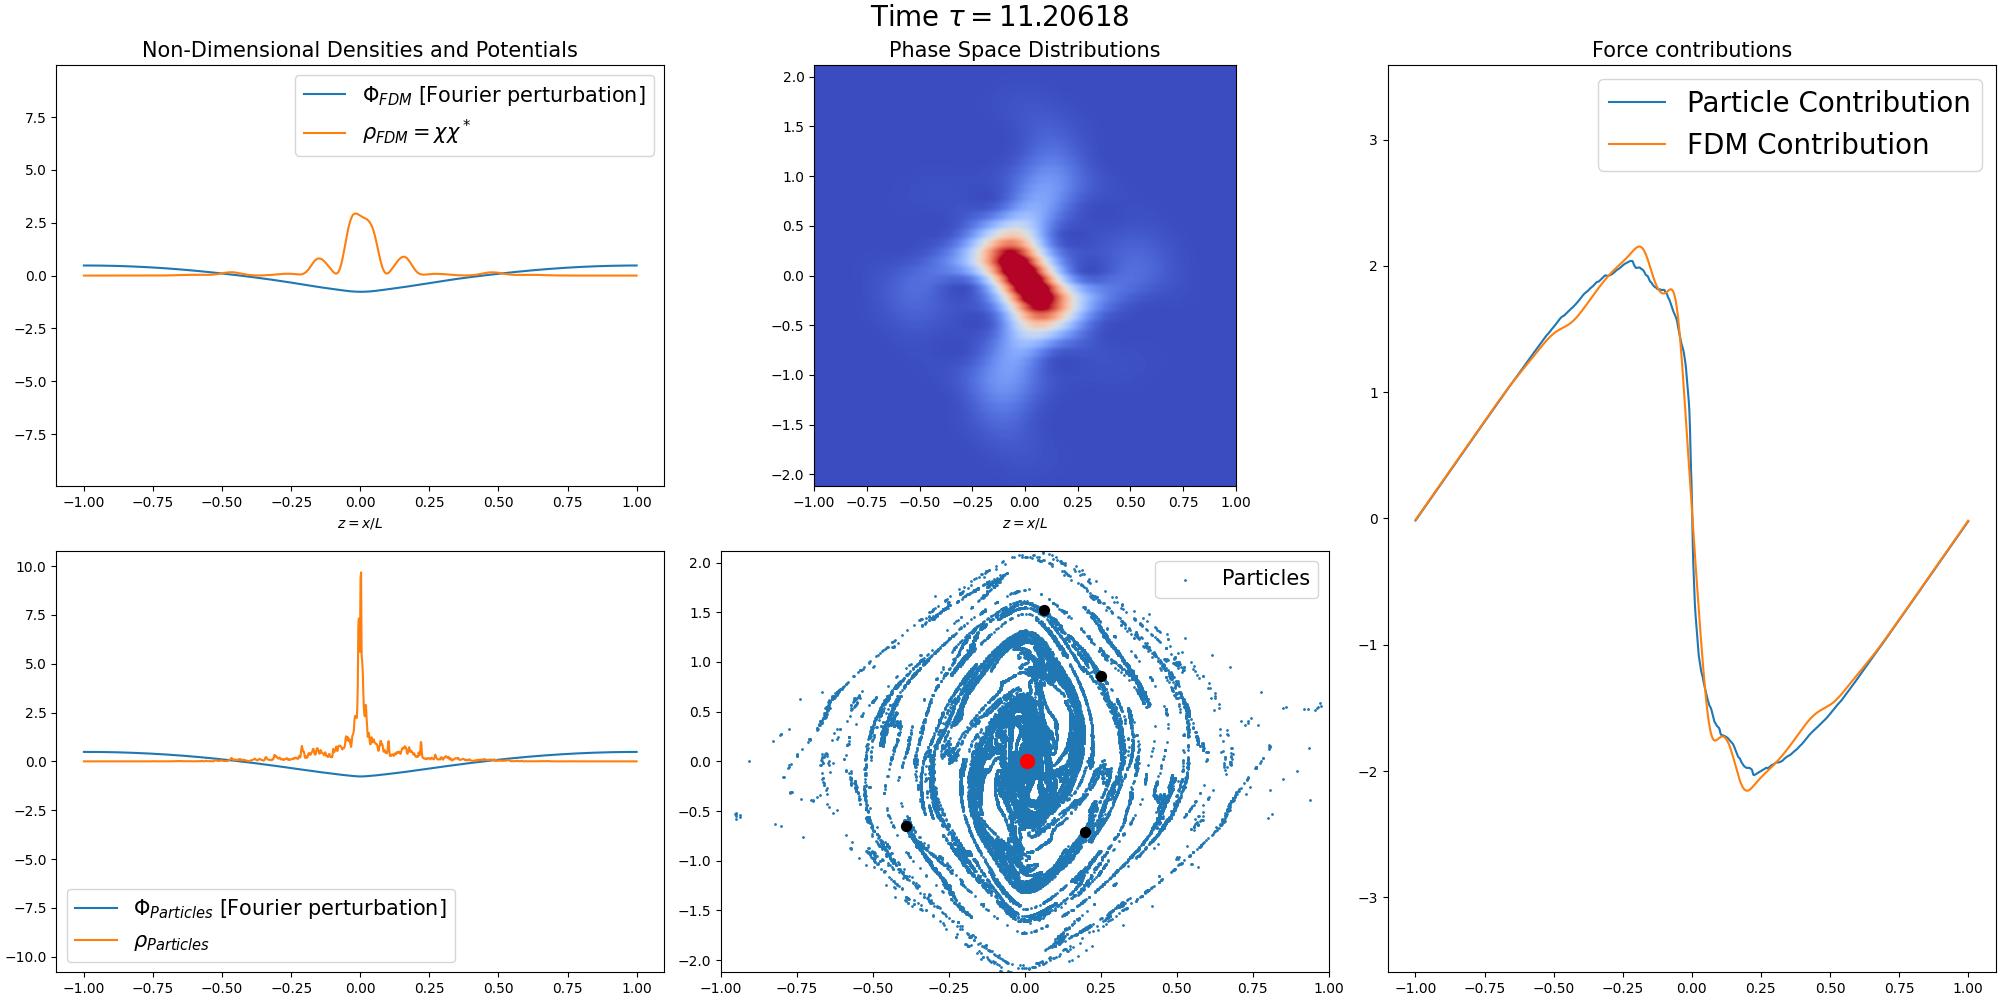 Time τ = 11.20618
Non-Dimensional Densities and Potentials
Φ_FDM [Fourier perturbation]
ρ_FDM = χχ*
7.5
5.0
2.5
0.0
−2.5
−5.0
−7.5
−1.00 −0.75 −0.50 −0.25 0.00 0.25 0.50 0.75 1.00
z = x/L
Phase Space Distributions
2.0
1.5
1.0
0.5
0.0
−0.5
−1.0
−1.5
−2.0
−1.00 −0.75 −0.50 −0.25 0.00 0.25 0.50 0.75 1.00
z = x/L
Force contributions
Particle Contribution
FDM Contribution
3
2
1
0
−1
−2
−3
−1.00 −0.75 −0.50 −0.25 0.00 0.25 0.50 0.75 1.00
10.0
7.5
5.0
2.5
0.0
−2.5
−5.0
−7.5
−10.0
Φ_Particles [Fourier perturbation]
ρ_Particles
−1.00 −0.75 −0.50 −0.25 0.00 0.25 0.50 0.75 1.00
Particles
2.0
1.5
1.0
0.5
0.0
−0.5
−1.0
−1.5
−2.0
−1.00 −0.75 −0.50 −0.25 0.00 0.25 0.50 0.75 1.00